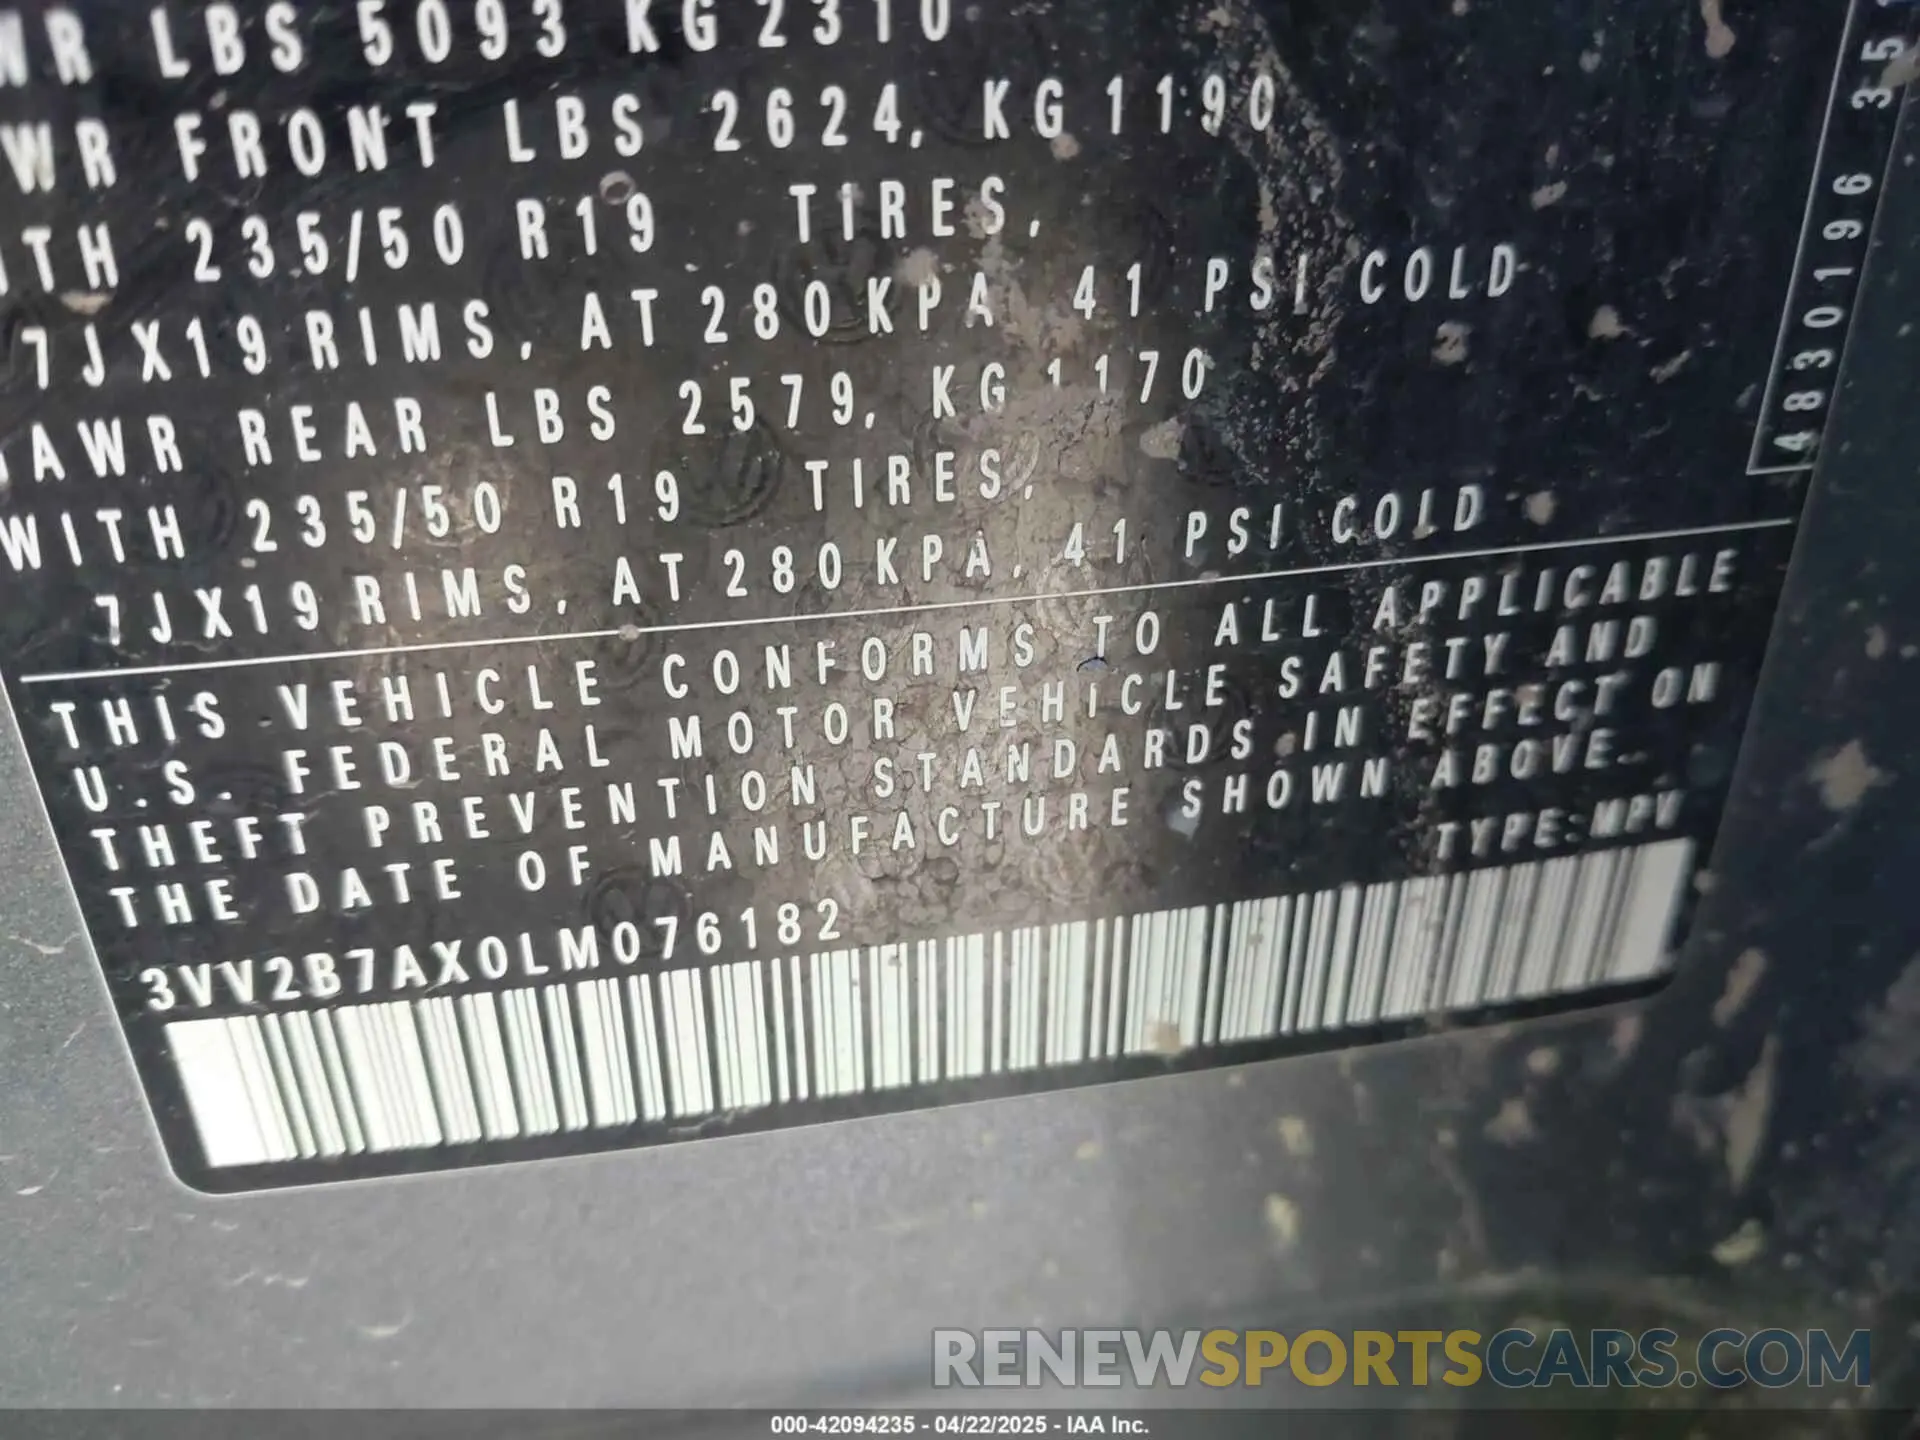 WR LBS 5093 KG 2310
WR FRONT LBS 2624, KG 1190
ITH 235/50 R19 TIRES,
7JX19 RIMS, AT 280 KPA 41 PSI COLD
AWR REAR LBS 2579, KG 1170
WITH 235/50 R19 TIRES,
7JX19 RIMS, AT 280 KPA, 41 PSI COLD
THIS VEHICLE CONFORMS TO ALL APPLICABLE
U.S. FEDERAL MOTOR VEHICLE SAFETY AND
THEFT PREVENTION STANDARDS IN EFFECT ON
THE DATE OF MANUFACTURE SHOWN ABOVE.
TYPE: MPV
3VV2B7AX0LM076182
4830196 35
RENEWSPORTSCARS.COM
000-42094235 - 04/22/2025 - IAA Inc.